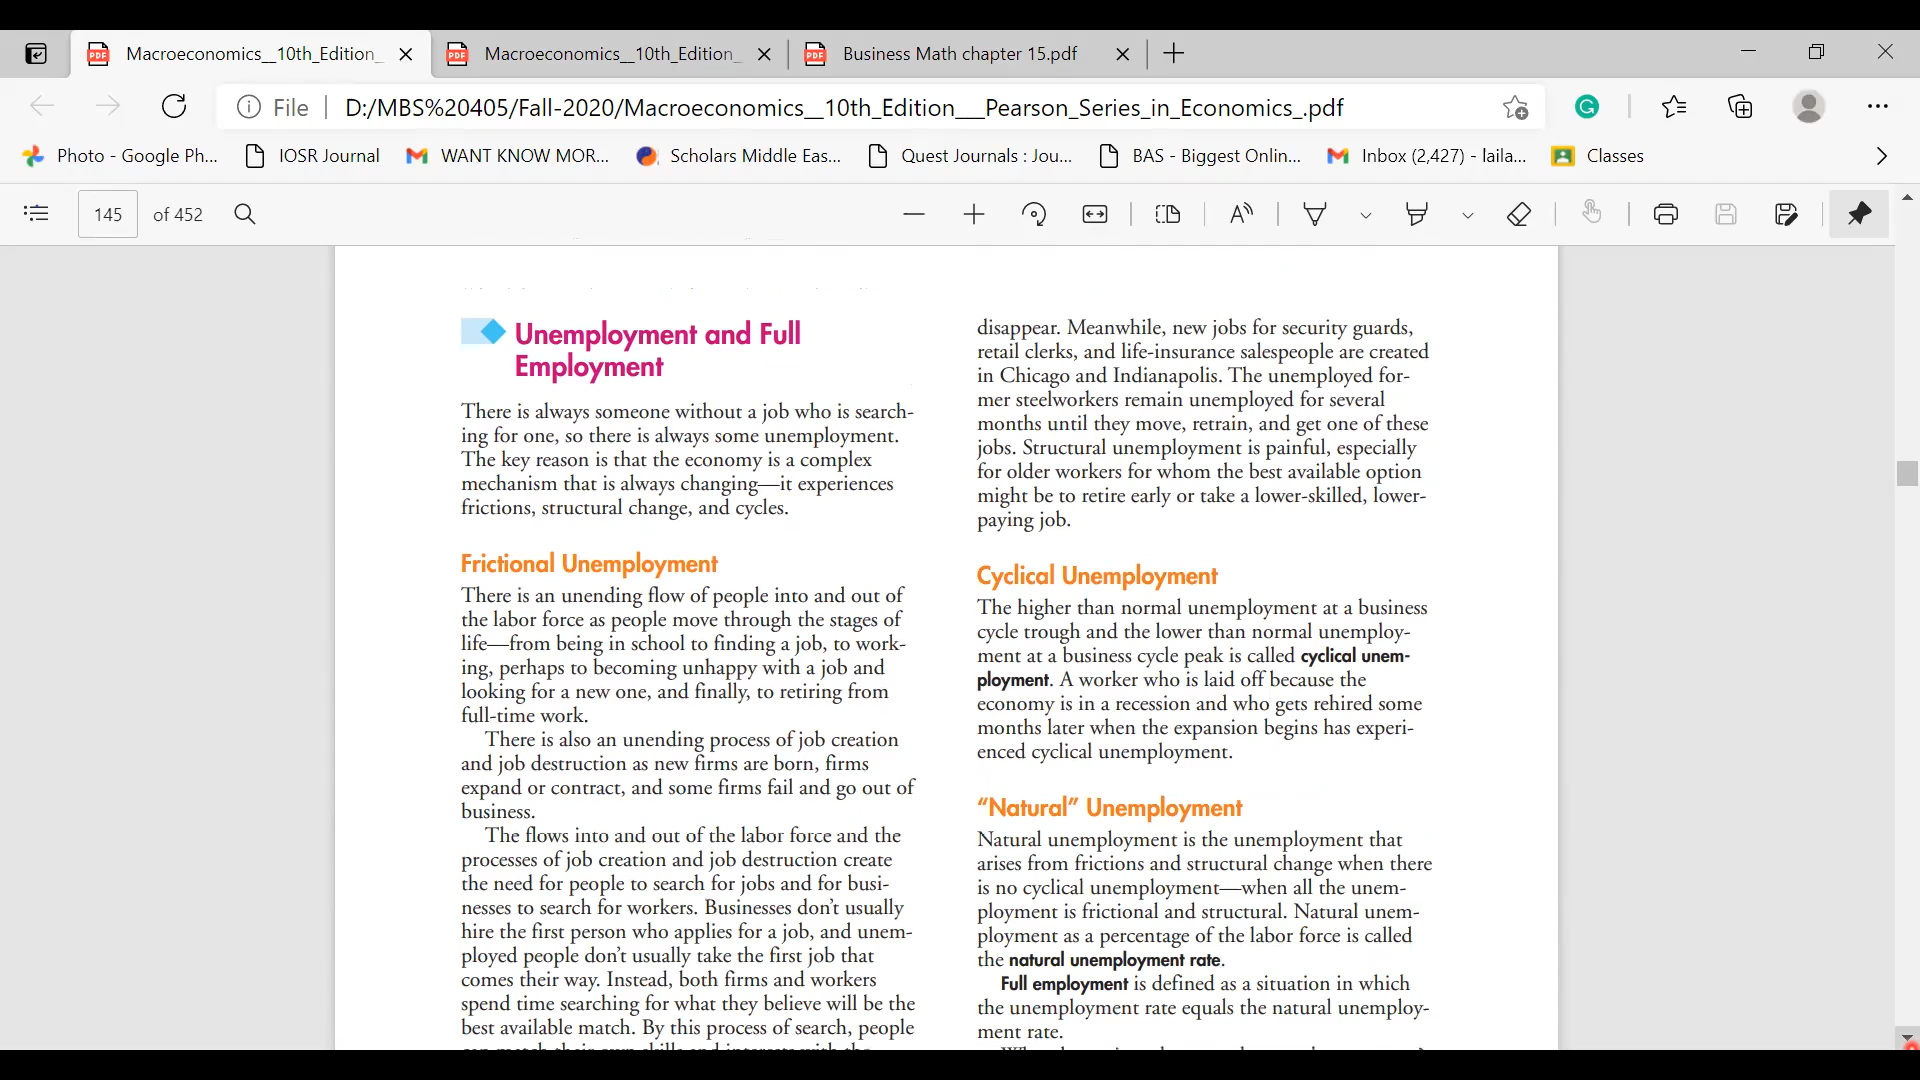 Macroeconomics__10th_Edition_
Macroeconomics__10th_Edition_
Business Math chapter 15.pdf
File
D:/MBS%20405/Fall-2020/Macroeconomics__10th_Edition___Pearson_Series_in_Economics_.pdf
Photo - Google Ph...
IOSR Journal
WANT KNOW MOR...
Scholars Middle Eas...
Quest Journals : Jou...
BAS - Biggest Onlin...
Inbox (2,427) - laila...
Classes
145
of 452
Unemployment and Full
Employment
There is always someone without a job who is search-
ing for one, so there is always some unemployment.
The key reason is that the economy is a complex
mechanism that is always changing—it experiences
frictions, structural change, and cycles.
Frictional Unemployment
There is an unending flow of people into and out of
the labor force as people move through the stages of
life—from being in school to finding a job, to work-
ing, perhaps to becoming unhappy with a job and
looking for a new one, and finally, to retiring from
full-time work.
There is also an unending process of job creation
and job destruction as new firms are born, firms
expand or contract, and some firms fail and go out of
business.
The flows into and out of the labor force and the
processes of job creation and job destruction create
the need for people to search for jobs and for busi-
nesses to search for workers. Businesses don't usually
hire the first person who applies for a job, and unem-
ployed people don't usually take the first job that
comes their way. Instead, both firms and workers
spend time searching for what they believe will be the
best available match. By this process of search, people
disappear. Meanwhile, new jobs for security guards,
retail clerks, and life-insurance salespeople are created
in Chicago and Indianapolis. The unemployed for-
mer steelworkers remain unemployed for several
months until they move, retrain, and get one of these
jobs. Structural unemployment is painful, especially
for older workers for whom the best available option
might be to retire early or take a lower-skilled, lower-
paying job.
Cyclical Unemployment
The higher than normal unemployment at a business
cycle trough and the lower than normal unemploy-
ment at a business cycle peak is called cyclical unem-
ployment. A worker who is laid off because the
economy is in a recession and who gets rehired some
months later when the expansion begins has experi-
enced cyclical unemployment.
“Natural” Unemployment
Natural unemployment is the unemployment that
arises from frictions and structural change when there
is no cyclical unemployment—when all the unem-
ployment is frictional and structural. Natural unem-
ployment as a percentage of the labor force is called
the natural unemployment rate.
Full employment is defined as a situation in which
the unemployment rate equals the natural unemploy-
ment rate.